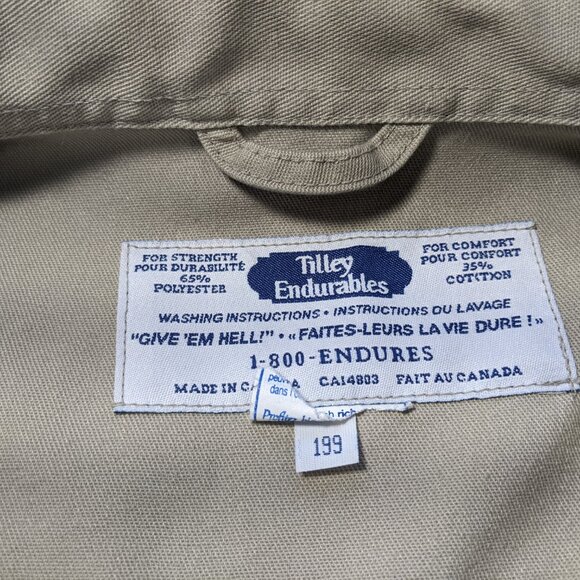 FOR STRENGTH
POUR DURABILITÉ
65%
POLYESTER
Tilley
Endurables
FOR COMFORT
POUR CONFORT
35%
COTTON
WASHING INSTRUCTIONS • INSTRUCTIONS DU LAVAGE
"GIVE 'EM HELL!" • «FAITES-LEURS LA VIE DURE!»
1-800-ENDURES
MADE IN CA A CA14803 FAIT AU CANADA
dans l
199